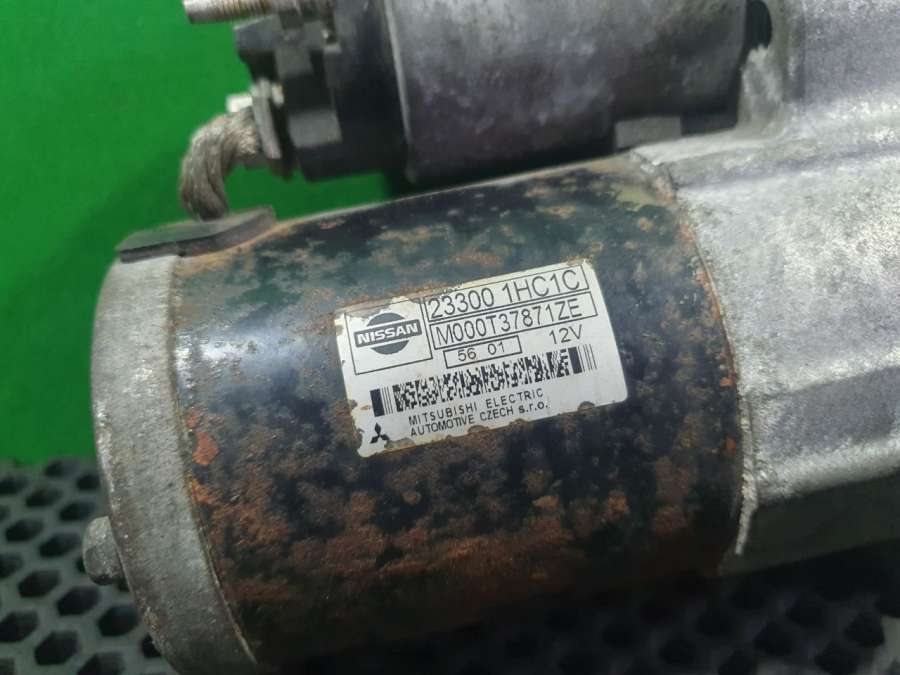 NISSAN
23300 1HC1C
M000T37871ZE
56 01
12V
MITSUBISHI ELECTRIC
AUTOMOTIVE CZECH s.r.o.